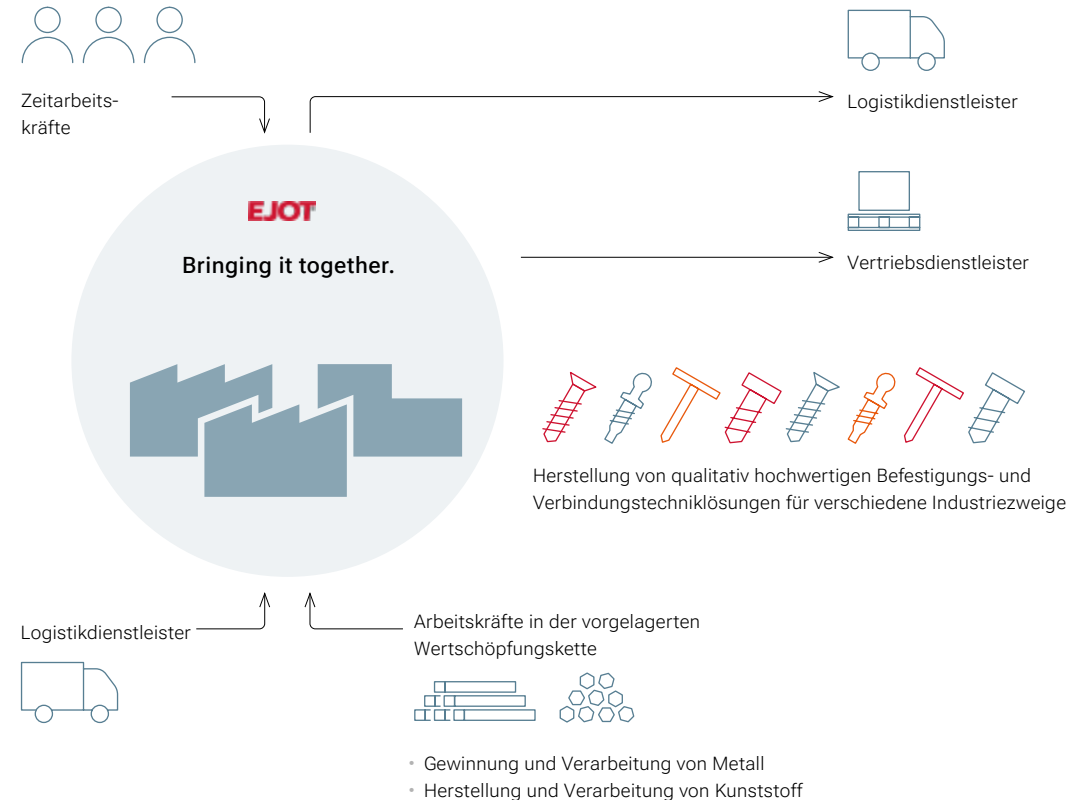 Zeitarbeits-
kräfte
Logistikdienstleister
EJOT
Bringing it together.
Vertriebsdienstleister
Herstellung von qualitativ hochwertigen Befestigungs- und
Verbindungstechniklösungen für verschiedene Industriezweige
Logistikdienstleister
Arbeitskräfte in der vorgelagerten
Wertschöpfungskette
• Gewinnung und Verarbeitung von Metall
• Herstellung und Verarbeitung von Kunststoff